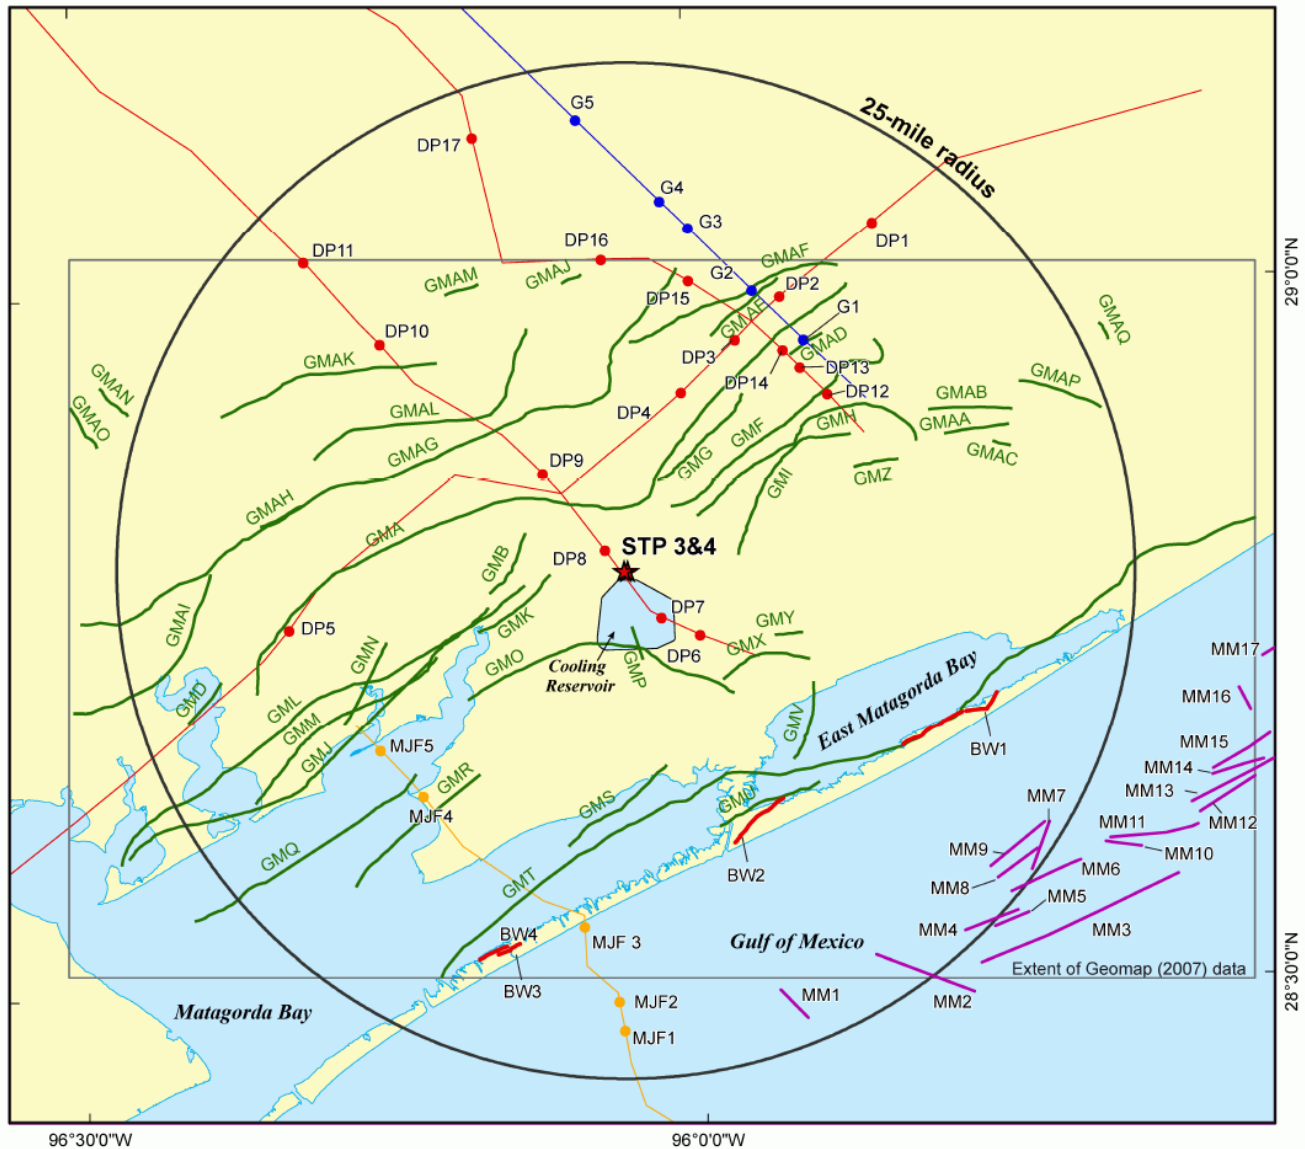 G5
25-mile radius
DP17
G4
G3
DP1
DP16
DP11
GMAF
GMAM
GMAJ
G2
DP2
DP15
29°0'0"N
G1
GMAE
GMAQ
DP10
GMAD
DP3
GMAK
DP13
DP14
GMAP
GMAN
DP12
GMAB
GMAO
GMAL
DP4
GMF
GMH
GMAA
GMAG
GMAC
DP9
GMG
GMI
GMZ
GMAH
GMA
STP 3&4
DP8
GMB
DP7
GMAI
GMK
GMY
DP5
GMX
GMN
GMO
Cooling
Reservoir
GMP
DP6
MM17
GMD
GML
East Matagorda Bay
MM16
GMM
GMV
GMJ
MJF5
BW1
MM15
MM14
GMR
MM13
GMS
GMU
MM7
MJF4
MM11
MM12
GMQ
MM9
MM10
BW2
MM6
GMT
MM8
MM5
BW4
MM4
MM3
MJF 3
Gulf of Mexico
Extent of Geomap (2007) data
BW3
MM1
MM2
MJF2
28°30'0"N
Matagorda Bay
MJF1
96°30'0"W
96°0'0"W